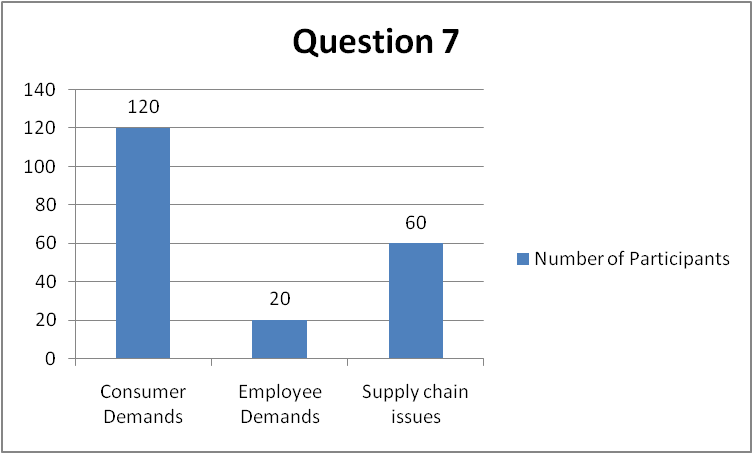 Question 7
140
120
100
80
60
40
20
0
120
20
60
Consumer
Demands
Employee
Demands
Supply chain
issues
Number of Participants